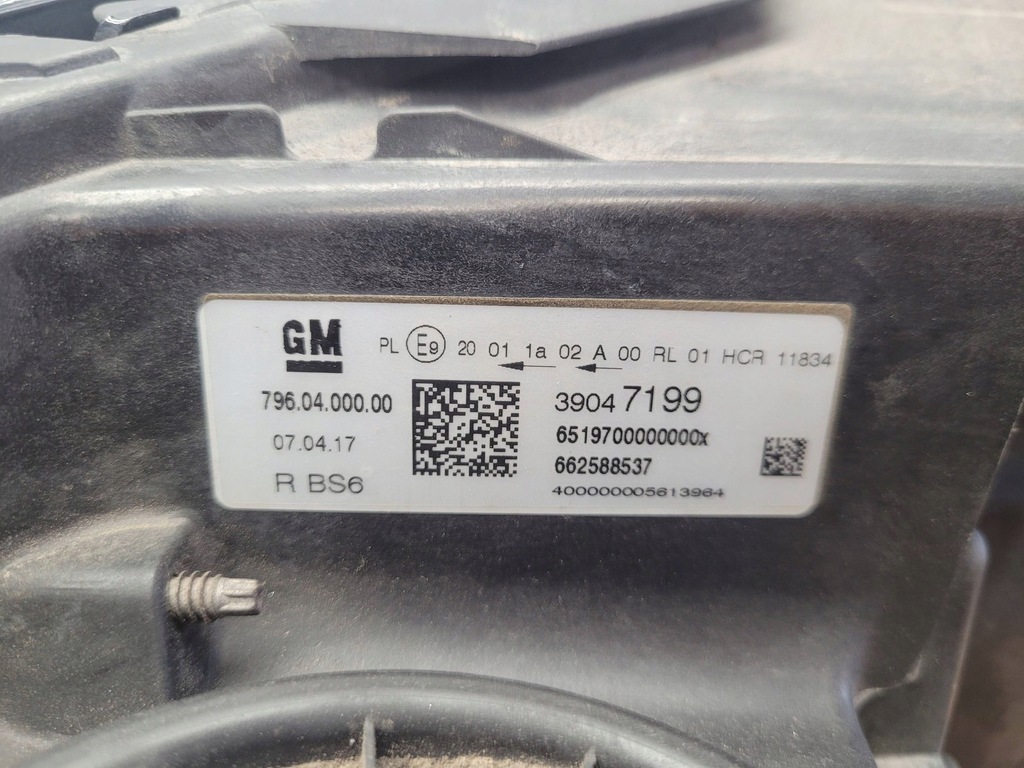 GM
PL E9 20 01 1a 02 A 00 RL 01 HCR 11834
796.04.000.00
39047199
07.04.17
6519700000000x
662588537
R BS6
400000005613964